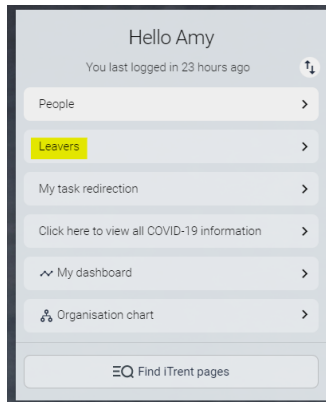 Hello Amy
You last logged in 23 hours ago
People
Leavers
My task redirection
Click here to view all COVID-19 information
My dashboard
Organisation chart
Find iTrent pages